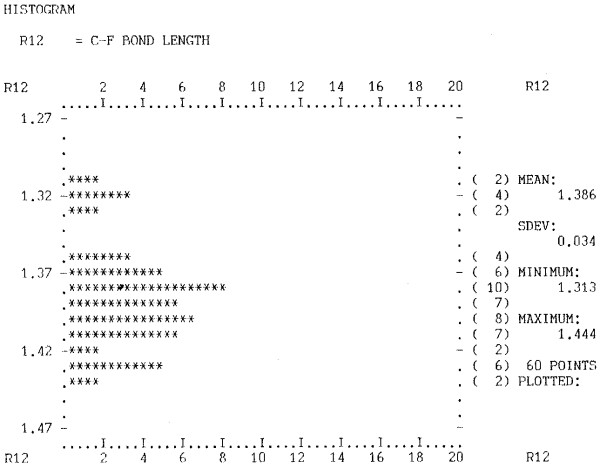 HISTOGRAM
R12 = C-F BOND LENGTH
R12 2 4 6 8 10 12 14 16 18 20 R12
.....I....I....I....I....I....I....I....I....I....I
1.27 - -
. .
. .
. .
.**** . ( 2) MEAN:
1.32 -******** - ( 4) 1.386
.**** . ( 2)
. . SDEV:
. . 0.034
.******** . ( 4)
1.37 -************ - ( 6) MINIMUM:
.******************** . ( 10) 1.313
.************** . ( 7)
.**************** . ( 8) MAXIMUM:
.************** . ( 7) 1.444
1.42 -**** - ( 2)
.************ . ( 6) 60 POINTS
.**** . ( 2) PLOTTED:
. .
. .
1.47 - -
.....I....I....I....I....I....I....I....I....I....I
R12 2 4 6 8 10 12 14 16 18 20 R12